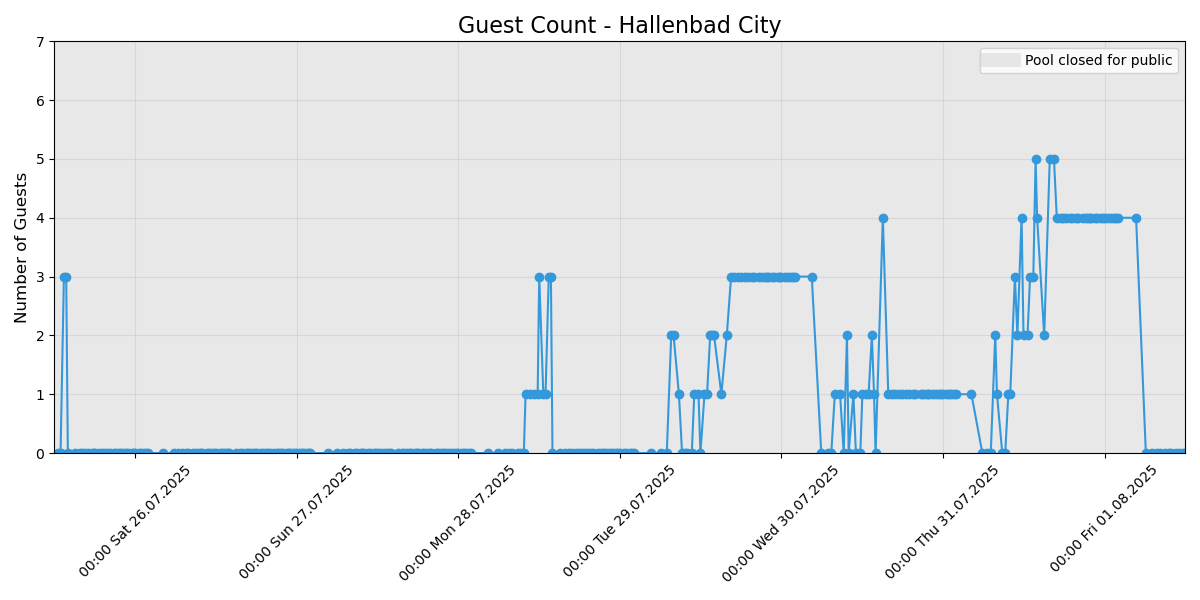 Guest Count - Hallenbad City
Pool closed for public
Number of Guests
7
6
5
4
3
2
1
0
00:00 Sat 26.07.2025
00:00 Sun 27.07.2025
00:00 Mon 28.07.2025
00:00 Tue 29.07.2025
00:00 Wed 30.07.2025
00:00 Thu 31.07.2025
00:00 Fri 01.08.2025